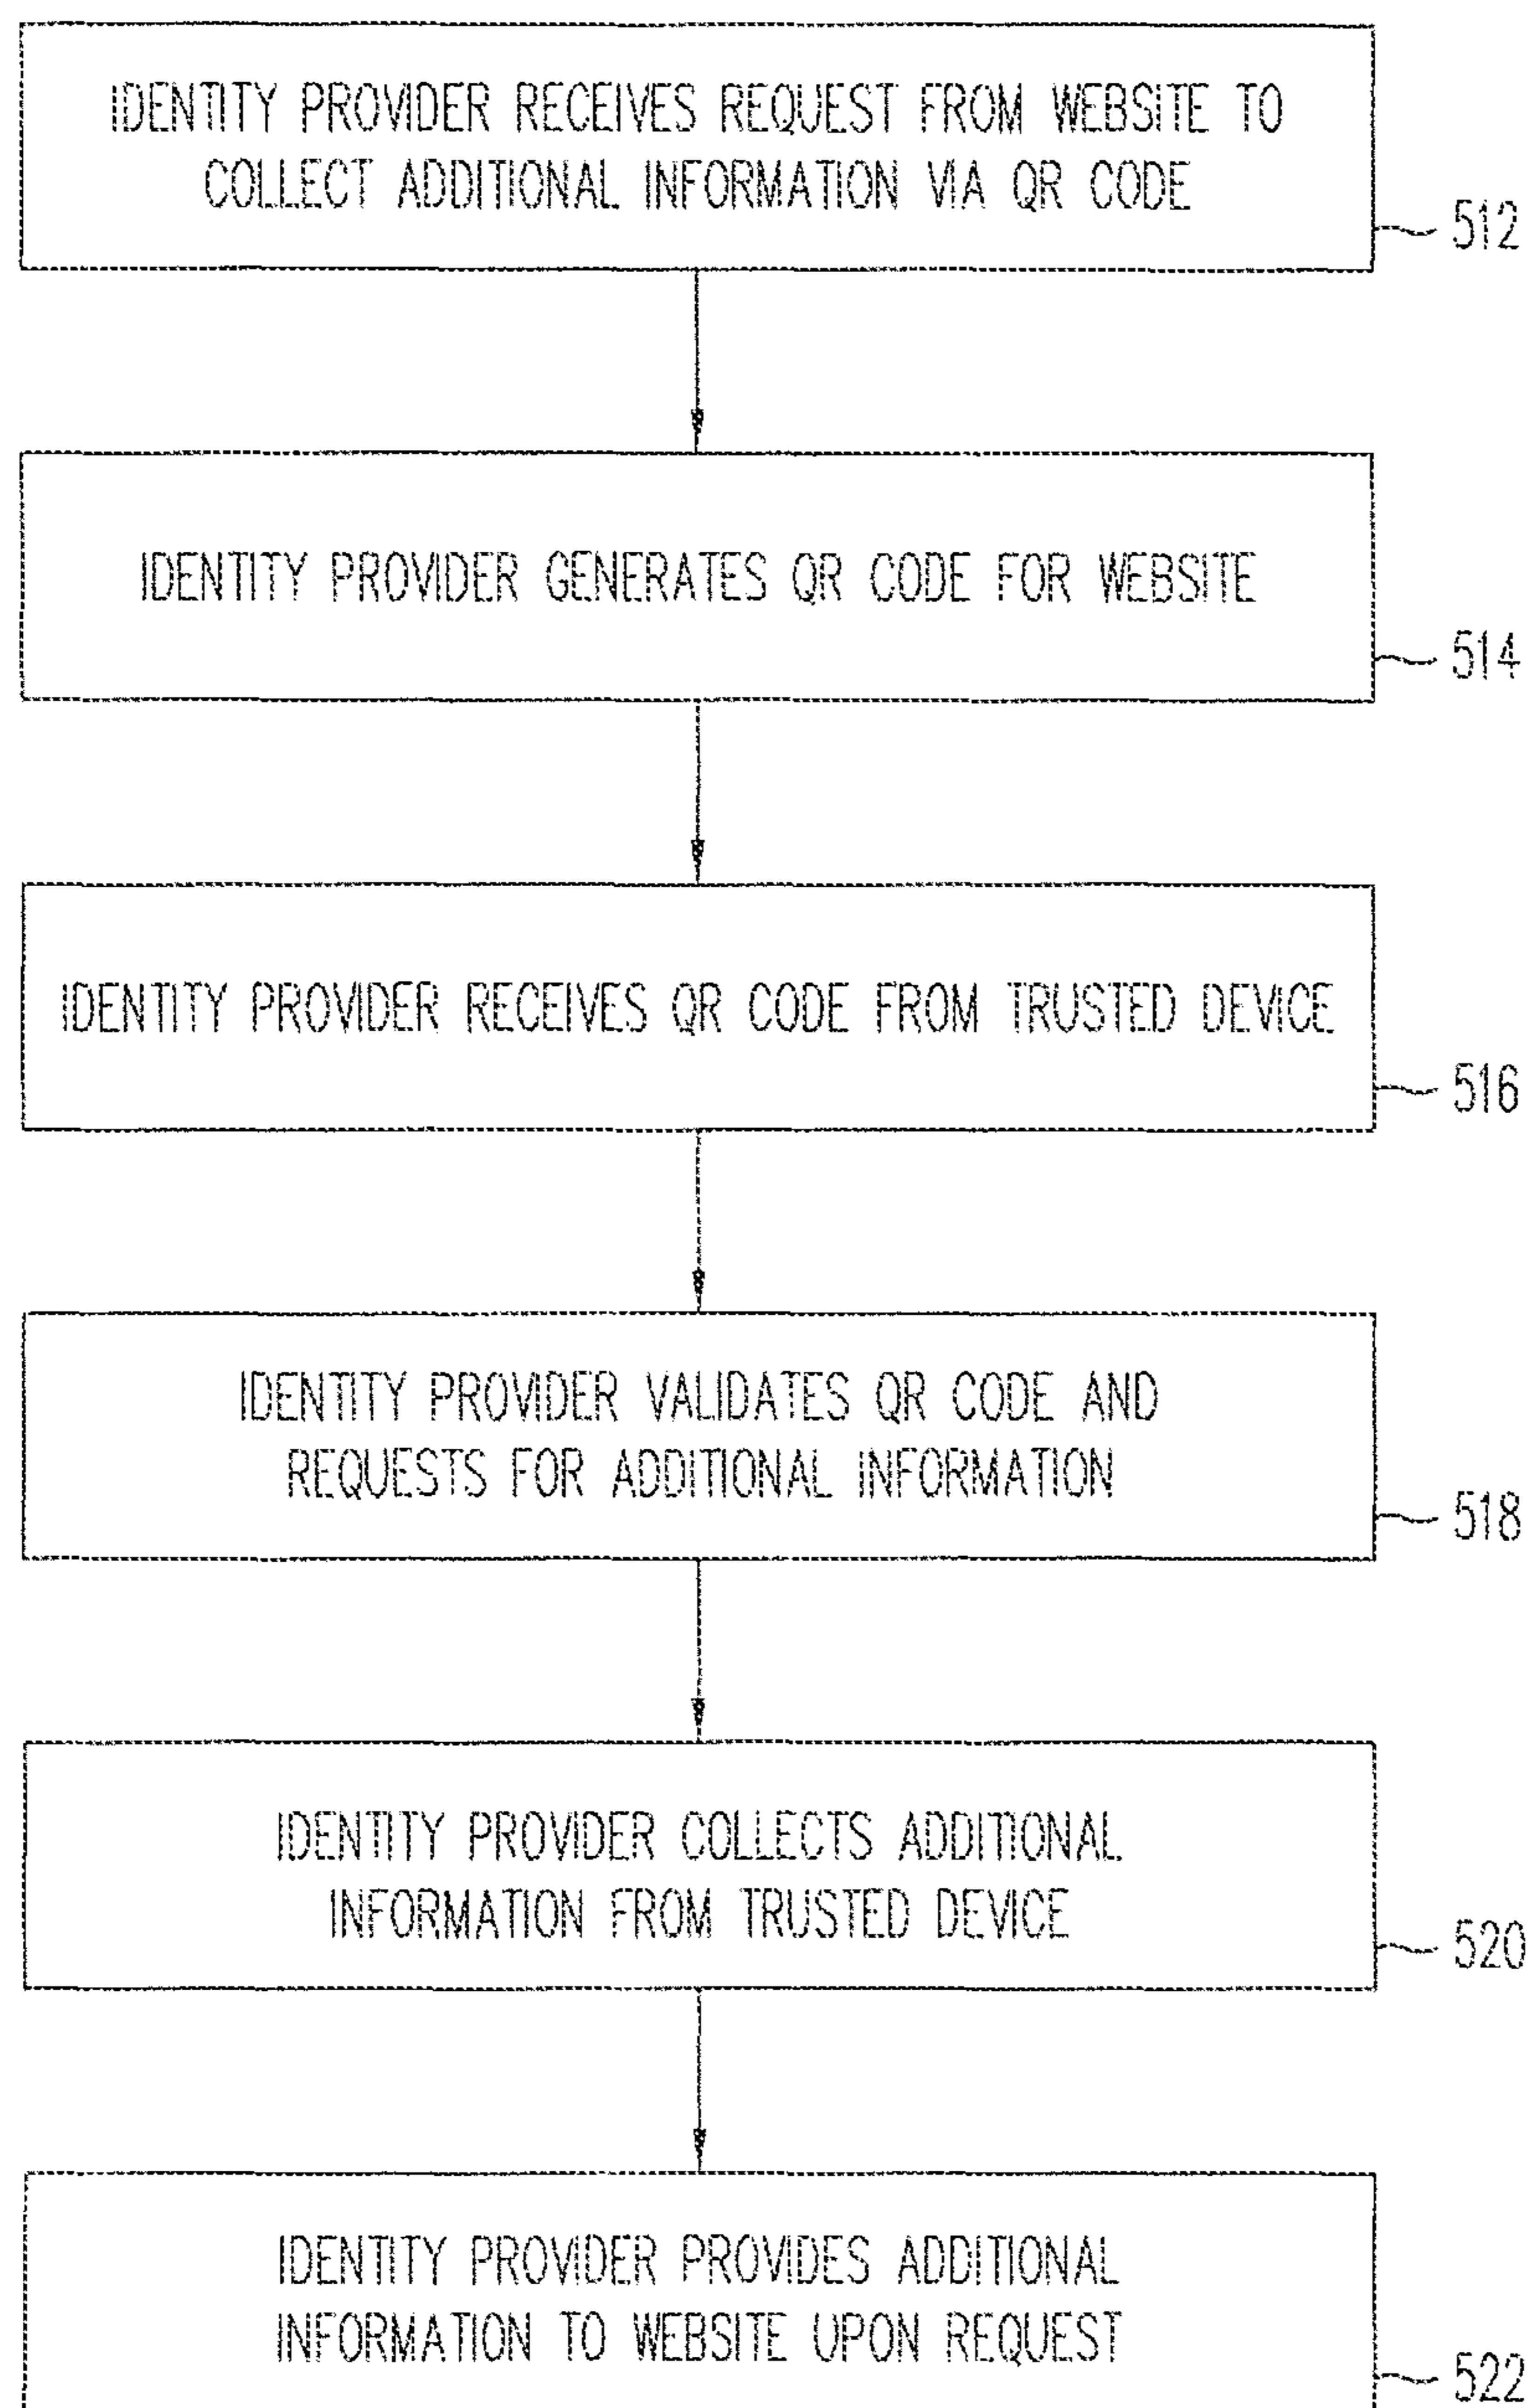 IDENTITY PROVIDER RECEIVES REQUEST FROM WEBSITE TO
COLLECT ADDITIONAL INFORMATION VIA QR CODE
512
IDENTITY PROVIDER GENERATES QR CODE FOR WEBSITE
514
IDENTITY PROVIDER RECEIVES QR CODE FROM TRUSTED DEVICE
516
IDENTITY PROVIDER VALIDATES QR CODE AND
REQUESTS FOR ADDITIONAL INFORMATION
518
IDENTITY PROVIDER COLLECTS ADDITIONAL
INFORMATION FROM TRUSTED DEVICE
520
IDENTITY PROVIDER PROVIDES ADDITIONAL
INFORMATION TO WEBSITE UPON REQUEST
522